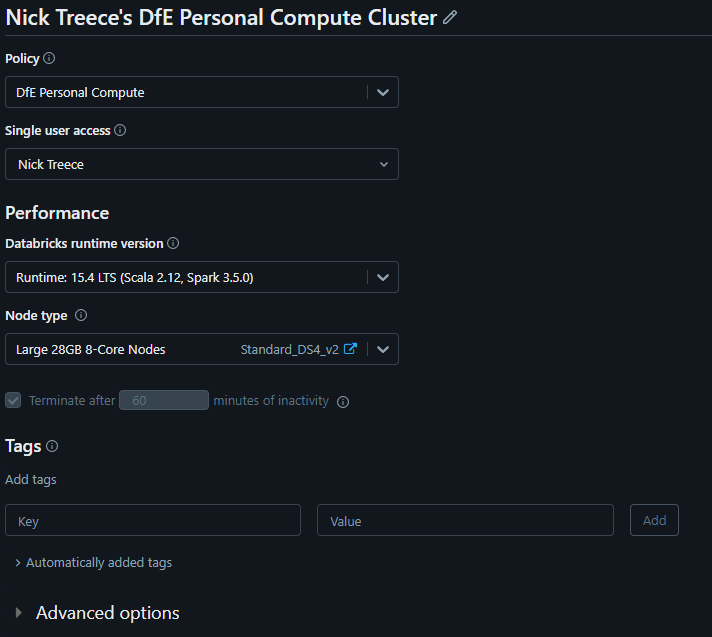 Nick Treece's DfE Personal Compute Cluster
Policy
DfE Personal Compute
Single user access
Nick Treece
Performance
Databricks runtime version
Runtime: 15.4 LTS (Scala 2.12, Spark 3.5.0)
Node type
Large 28GB 8-Core Nodes Standard_DS4_v2
Terminate after 60 minutes of inactivity
Tags
Add tags
Key Value Add
Automatically added tags
Advanced options